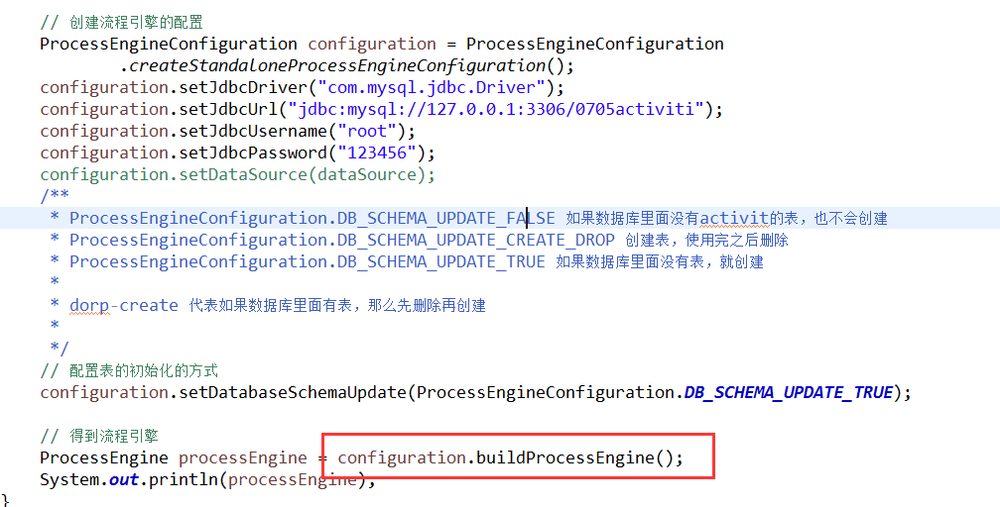 // 创建流程引擎的配置
ProcessEngineConfiguration configuration = ProcessEngineConfiguration
.createStandaloneProcessEngineConfiguration();
configuration.setJdbcDriver("com.mysql.jdbc.Driver");
configuration.setJdbcUrl("jdbc:mysql://127.0.0.1:3306/0705activiti");
configuration.setJdbcUsername("root");
configuration.setJdbcPassword("123456");
configuration.setDataSource(dataSource);
/**
* ProcessEngineConfiguration.DB_SCHEMA_UPDATE_FALSE 如果数据库里面没有activit的表，也不会创建
* ProcessEngineConfiguration.DB_SCHEMA_UPDATE_CREATE_DROP 创建表，使用完之后删除
* ProcessEngineConfiguration.DB_SCHEMA_UPDATE_TRUE 如果数据库里面没有表，就创建
*
* dorp-create 代表如果数据库里面有表，那么先删除再创建
*
*/
// 配置表的初始化的方式
configuration.setDatabaseSchemaUpdate(ProcessEngineConfiguration.DB_SCHEMA_UPDATE_TRUE);
// 得到流程引擎
ProcessEngine processEngine = configuration.buildProcessEngine();
System.out.println(processEngine);
}